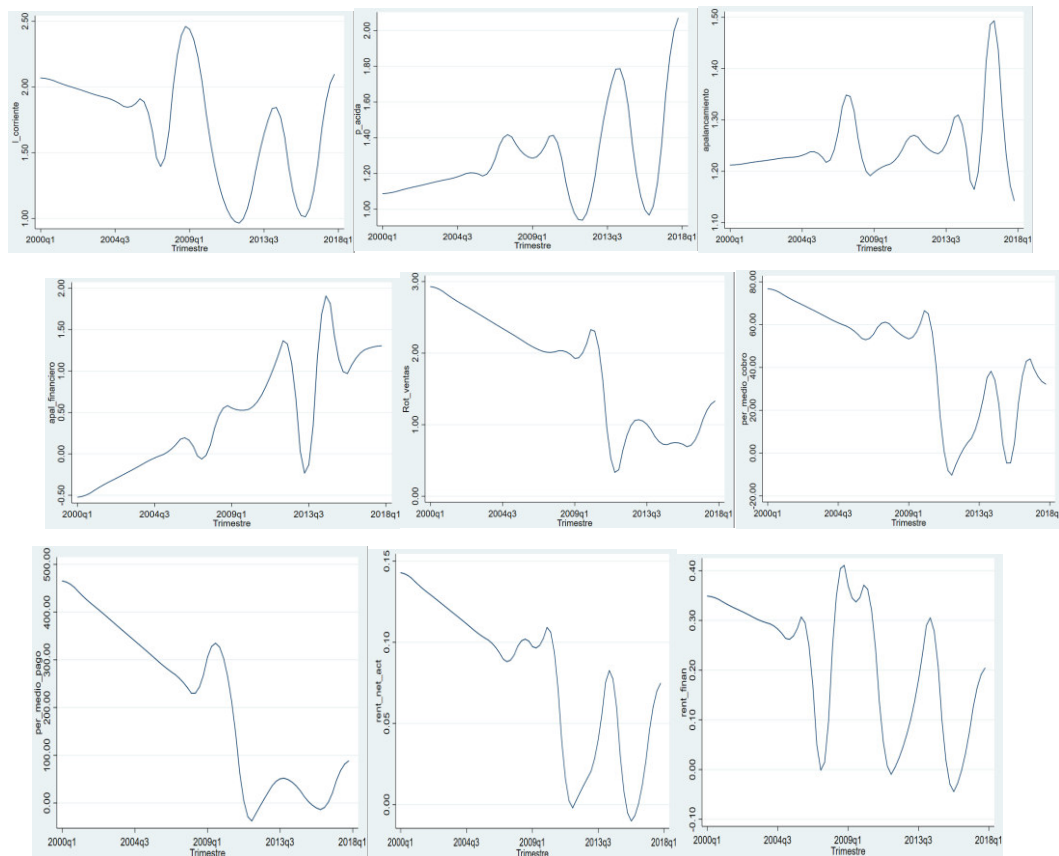 l_corriente
2.50
2.00
1.50
1.00
2000q1 2004q3 2009q1 2013q3 2018q1
Trimestre
p_acida
2.00
1.80
1.60
1.40
1.20
1.00
2000q1 2004q3 2009q1 2013q3 2018q1
Trimestre
apalancamiento
1.50
1.40
1.30
1.20
1.10
2000q1 2004q3 2009q1 2013q3 2018q1
Trimestre
apal_financiero
2.00
1.50
1.00
0.50
0.00
-0.50
2000q1 2004q3 2009q1 2013q3 2018q1
Trimestre
Rot_ventas
3.00
2.00
1.00
0.00
2000q1 2004q3 2009q1 2013q3 2018q1
Trimestre
per_medio_cobro
80.00
60.00
40.00
20.00
0.00
-20.00
2000q1 2004q3 2009q1 2013q3 2018q1
Trimestre
per_medio_pago
500.00
400.00
300.00
200.00
100.00
0.00
2000q1 2004q3 2009q1 2013q3 2018q1
Trimestre
rent_net_act
0.15
0.10
0.05
0.00
2000q1 2004q3 2009q1 2013q3 2018q1
Trimestre
rent_finan
0.40
0.30
0.20
0.10
0.00
-0.10
2000q1 2004q3 2009q1 2013q3 2018q1
Trimestre